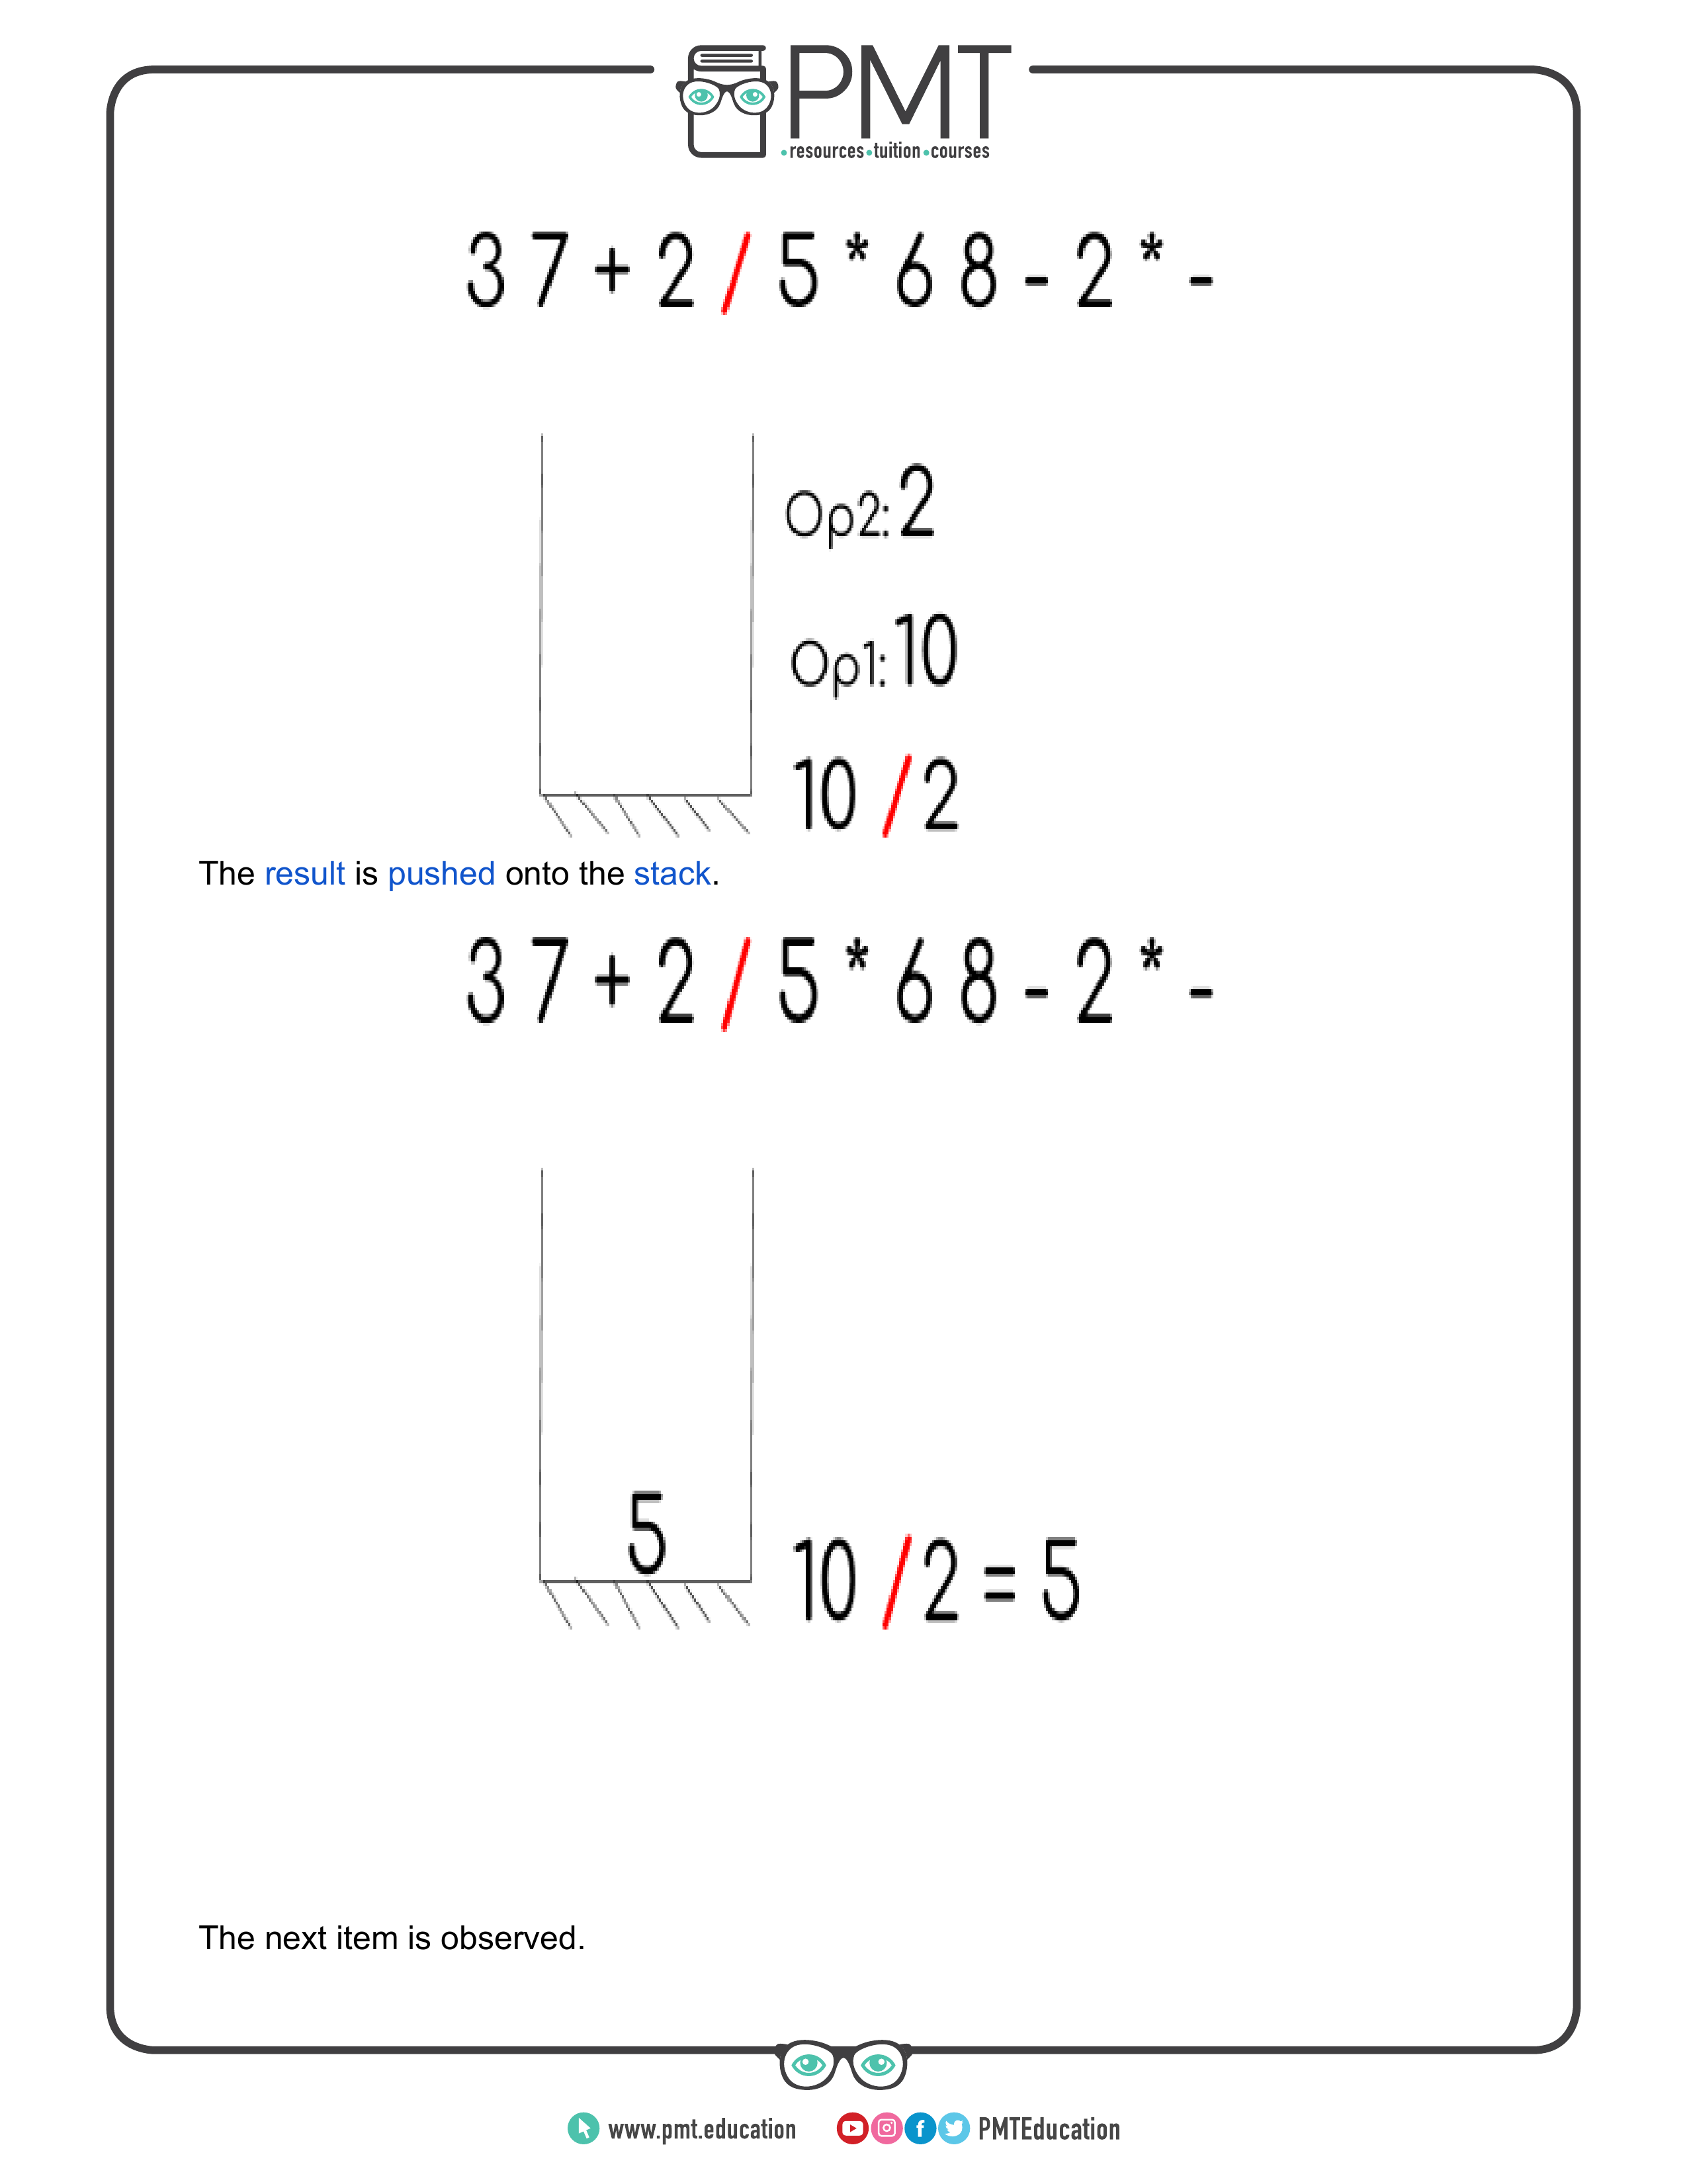 PMT
resources tuition courses
3 7 + 2 / 5 * 6 8 - 2 * -
Op2: 2
Op1: 10
10 / 2
The result is pushed onto the stack.
3 7 + 2 / 5 * 6 8 - 2 * -
5
10 / 2 = 5
The next item is observed.
www.pmt.education
PMTEducation